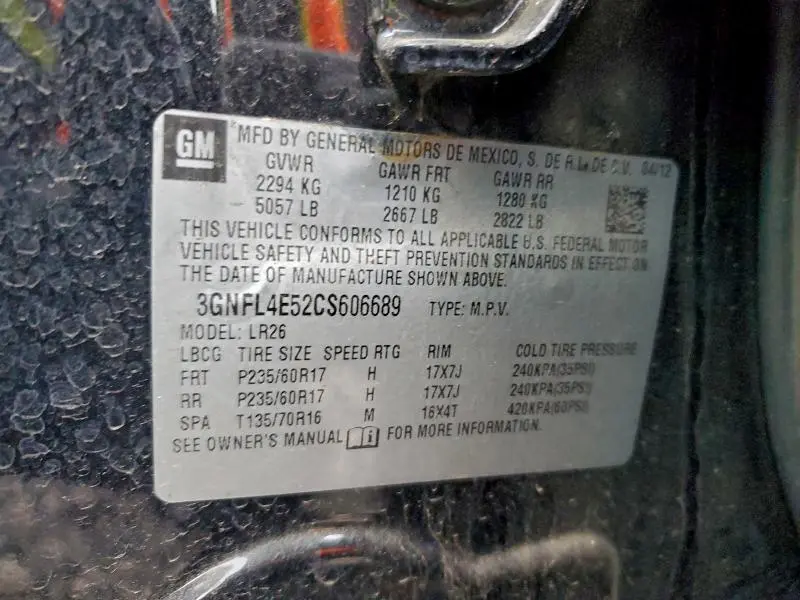 GM
MFD BY GENERAL MOTORS DE MEXICO, S. DE R.L. DE C.V. 04/12
GVWR GAWR FRT GAWR RR
2294 KG 1210 KG 1280 KG
5057 LB 2667 LB 2822 LB
THIS VEHICLE CONFORMS TO ALL APPLICABLE U.S. FEDERAL MOTOR
VEHICLE SAFETY AND THEFT PREVENTION STANDARDS IN EFFECT ON
THE DATE OF MANUFACTURE SHOWN ABOVE.
3GNFL4E52CS606689 TYPE: M.P.V.
MODEL: LR26
LBCG TIRE SIZE SPEED RTG RIM COLD TIRE PRESSURE
FRT P235/60R17 H 17X7J 240KPA(35PSI)
RR P235/60R17 H 17X7J 240KPA(35PSI)
SPA T135/70R16 M 16X4T 420KPA(60PSI)
SEE OWNER'S MANUAL i FOR MORE INFORMATION.